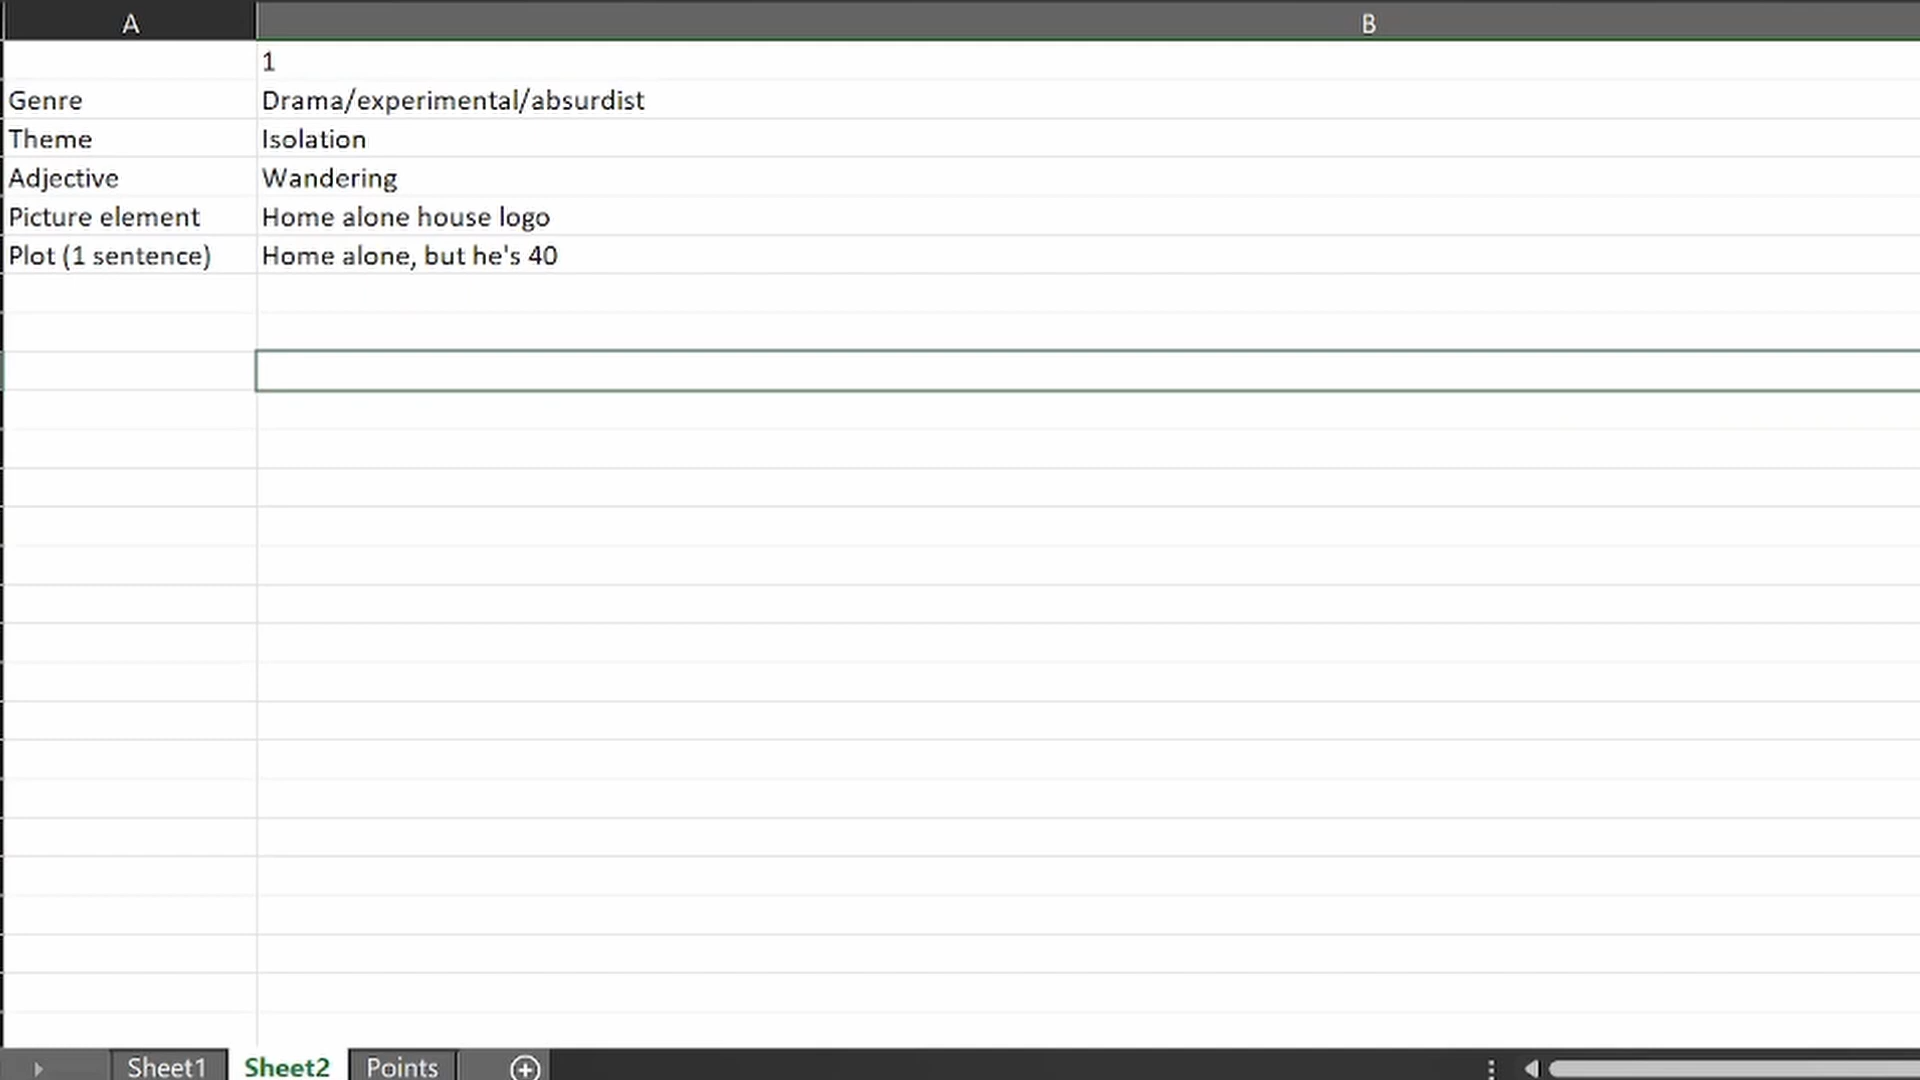 A B
1
Genre Drama/experimental/absurdist
Theme Isolation
Adjective Wandering
Picture element Home alone house logo
Plot (1 sentence) Home alone, but he's 40
Sheet1 Sheet2 Points